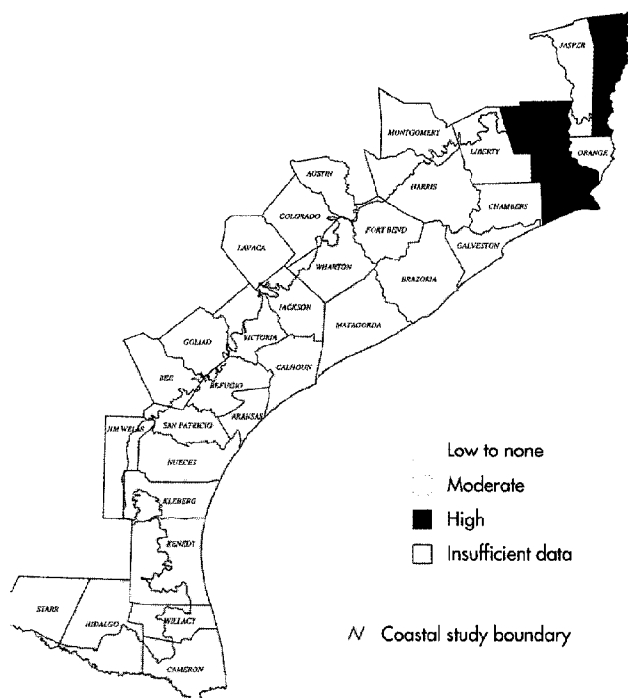 JASPER
MONTGOMERY
LIBERTY
ORANGE
AUSTIN
HARRIS
COLORADO
CHAMBERS
FORT BEND
LAVACA
GALVESTON
WHARTON
BRAZORIA
JACKSON
MATAGORDA
VICTORIA
GOLIAD
CALHOUN
BEE
REFUGIO
ARANSAS
JIM WELLS
SAN PATRICIO
NUECES
KLEBERG
KENEDY
STARR
HIDALGO
WILLACY
CAMERON
Low to none
Moderate
High
Insufficient data
Coastal study boundary